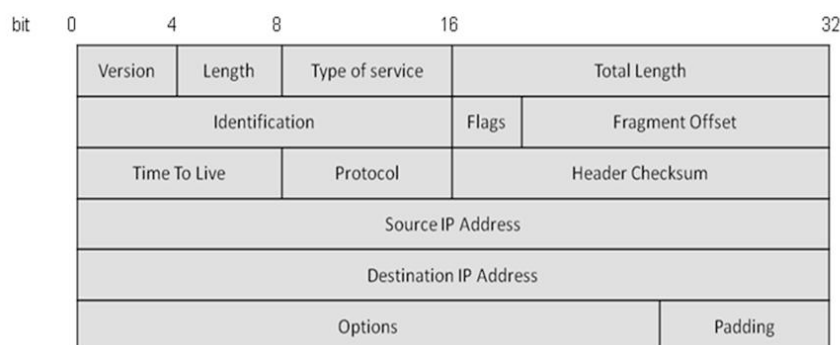 bit 0 4 8 16 32
Version Length Type of service Total Length
Identification Flags Fragment Offset
Time To Live Protocol Header Checksum
Source IP Address
Destination IP Address
Options Padding